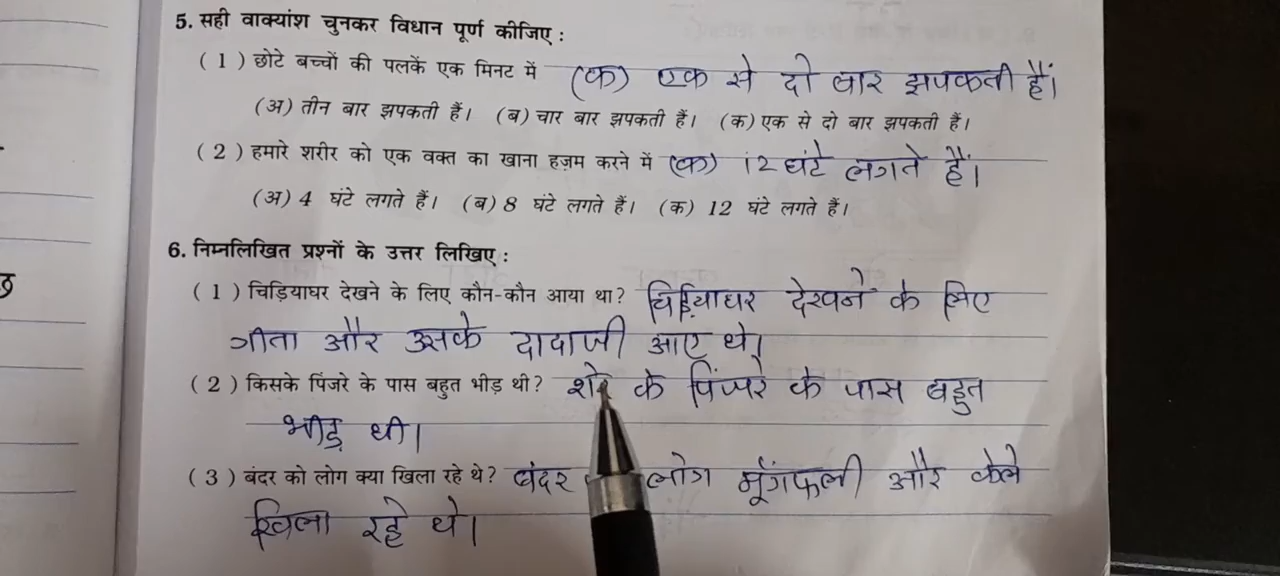 5. सही वाक्यांश चुनकर विधान पूर्ण कीजिए :
( 1 ) छोटे बच्चों की पलकें एक मिनट में (क) एक से दो बार झपकती हैं।
(अ) तीन बार झपकती हैं। (ब) चार बार झपकती हैं। (क) एक से दो बार झपकती हैं।
( 2 ) हमारे शरीर को एक वक्त का खाना हज़म करने में (क) 12 घंटे लगते हैं।
(अ) 4 घंटे लगते हैं। (ब) 8 घंटे लगते हैं। (क) 12 घंटे लगते हैं।
6. निम्नलिखित प्रश्नों के उत्तर लिखिए :
( 1 ) चिड़ियाघर देखने के लिए कौन-कौन आया था? चिड़ियाघर देखने के लिए
गीता और उसके दादाजी आए थे।
( 2 ) किसके पिंजरे के पास बहुत भीड़ थी? शेर के पिंजरे के पास बहुत
भीड़ थी।
( 3 ) बंदर को लोग क्या खिला रहे थे? बंदर लोग मूँगफली और केले
खिला रहे थे।